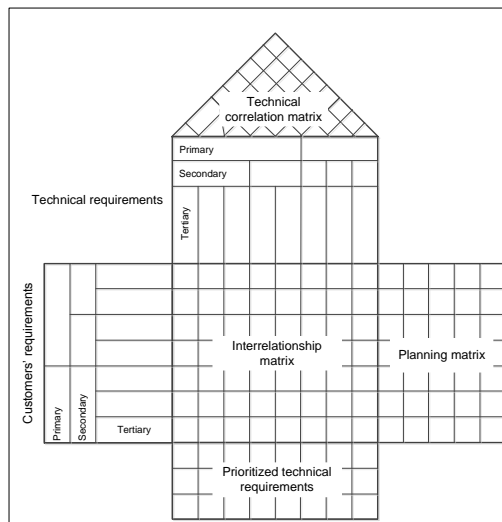 Technical
correlation matrix
Primary
Secondary
Technical requirements
Tertiary
Customers' requirements
Interrelationship
matrix
Planning matrix
Primary
Secondary
Tertiary
Prioritized technical
requirements